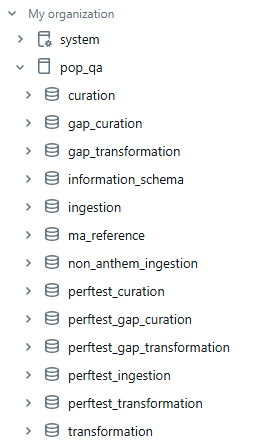 My organization
system
pop_qa
curation
gap_curation
gap_transformation
information_schema
ingestion
ma_reference
non_anthem_ingestion
perftest_curation
perftest_gap_curation
perftest_gap_transformation
perftest_ingestion
perftest_transformation
transformation